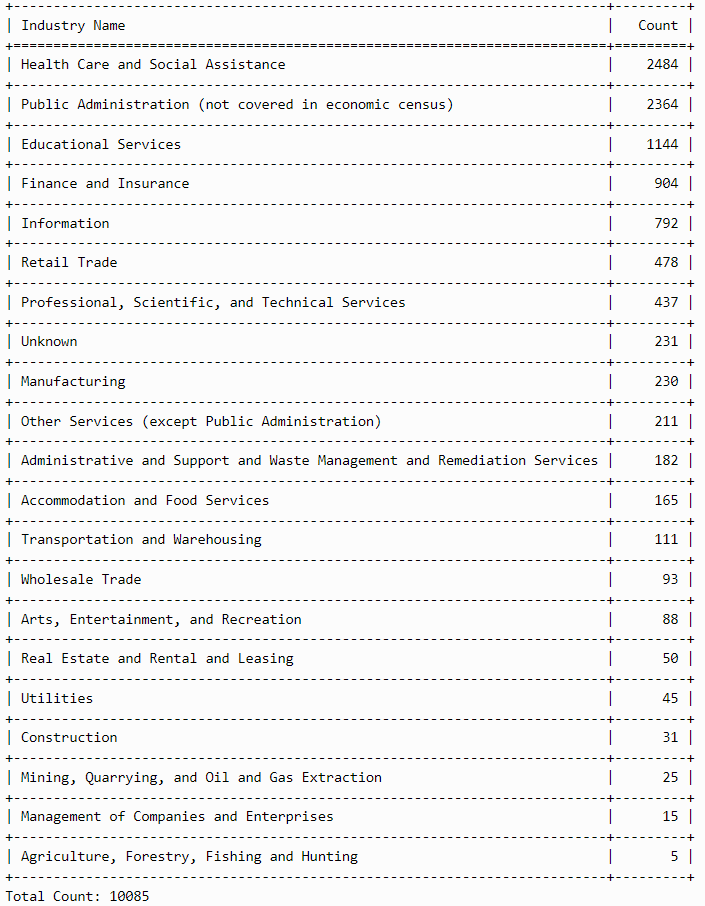 Industry Name | Count
Health Care and Social Assistance | 2484
Public Administration (not covered in economic census) | 2364
Educational Services | 1144
Finance and Insurance | 904
Information | 792
Retail Trade | 478
Professional, Scientific, and Technical Services | 437
Unknown | 231
Manufacturing | 230
Other Services (except Public Administration) | 211
Administrative and Support and Waste Management and Remediation Services | 182
Accommodation and Food Services | 165
Transportation and Warehousing | 111
Wholesale Trade | 93
Arts, Entertainment, and Recreation | 88
Real Estate and Rental and Leasing | 50
Utilities | 45
Construction | 31
Mining, Quarrying, and Oil and Gas Extraction | 25
Management of Companies and Enterprises | 15
Agriculture, Forestry, Fishing and Hunting | 5
Total Count: 10085